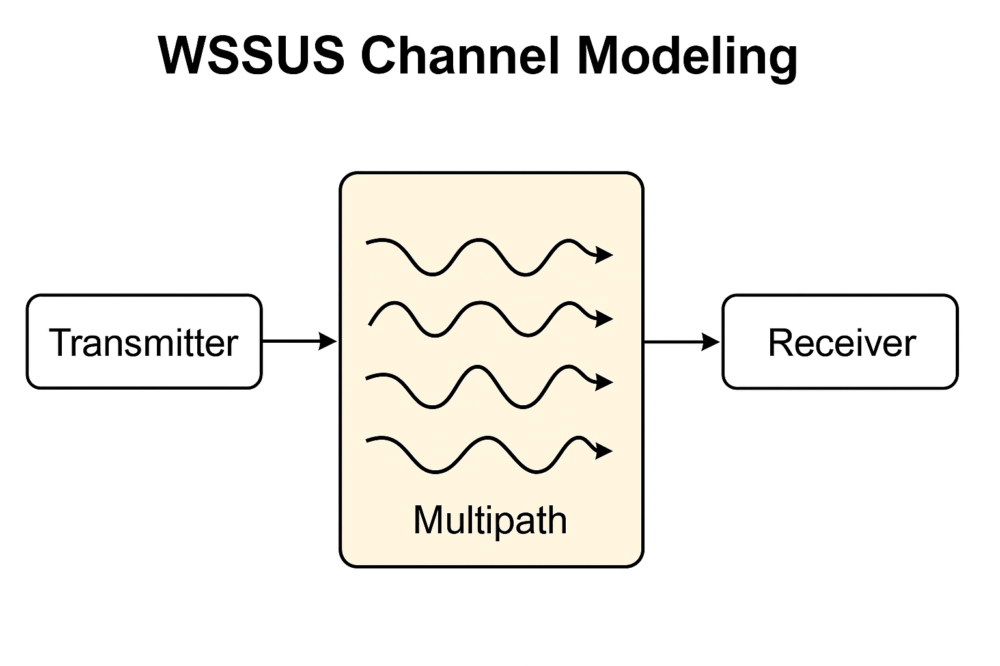 WSSUS Channel Modeling
Transmitter
Multipath
Receiver